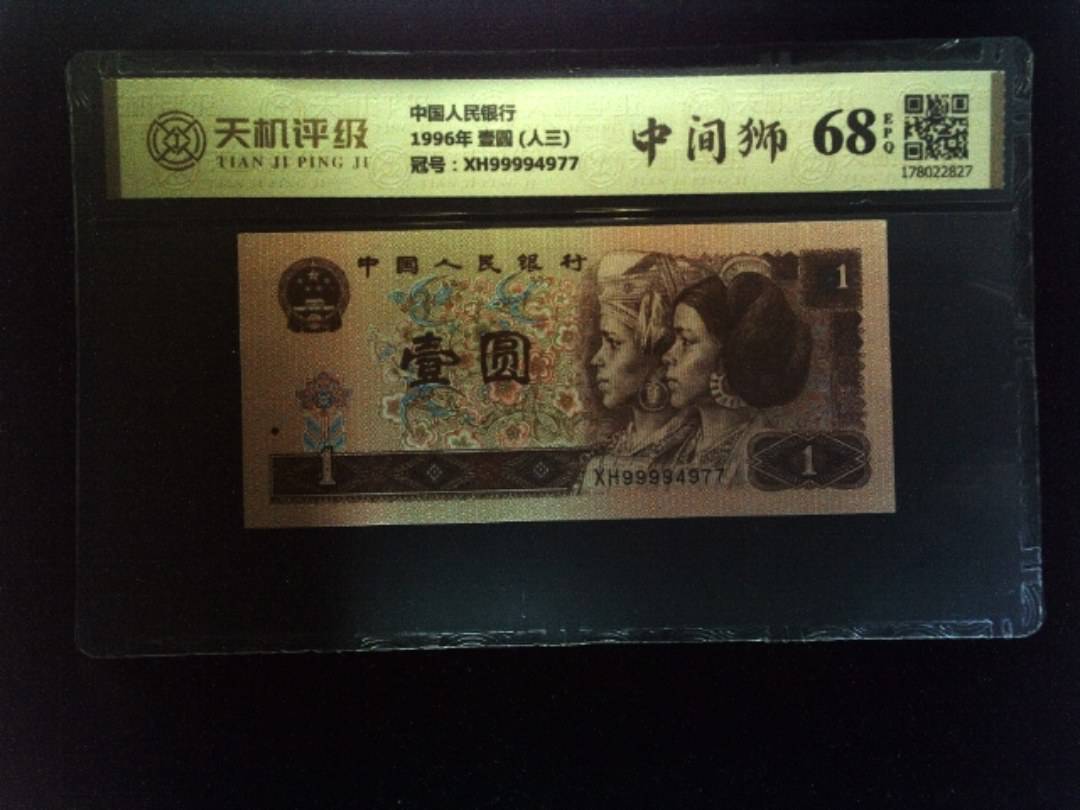 天机评级
TIAN JI PING JI
中国人民银行
1996年 壹圆 (人三)
冠号：XH99994977
中间狮
68
EPQ
178022827
中国人民银行
1
壹圆
1
XH99994977
1